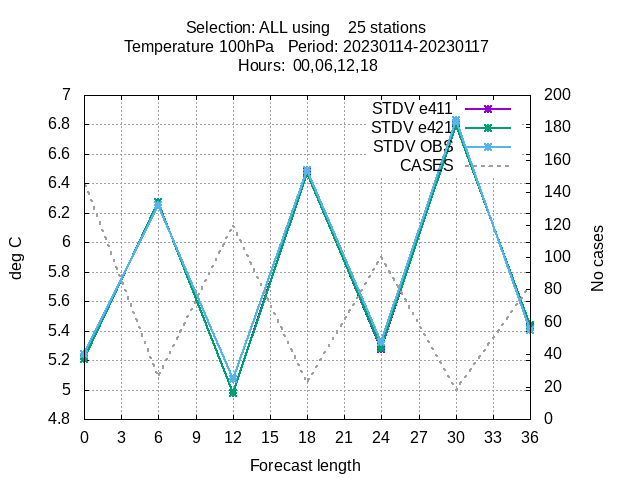 Selection: ALL using    25 stations
Temperature 100hPa   Period: 20230114-20230117
Hours:  00,06,12,18
STDV e411
STDV e421
STDV OBS
CASES
deg C
7
6.8
6.6
6.4
6.2
6
5.8
5.6
5.4
5.2
5
4.8
200
180
160
140
120
100
80
60
40
20
0
No cases
0 3 6 9 12 15 18 21 24 27 30 33 36
Forecast length